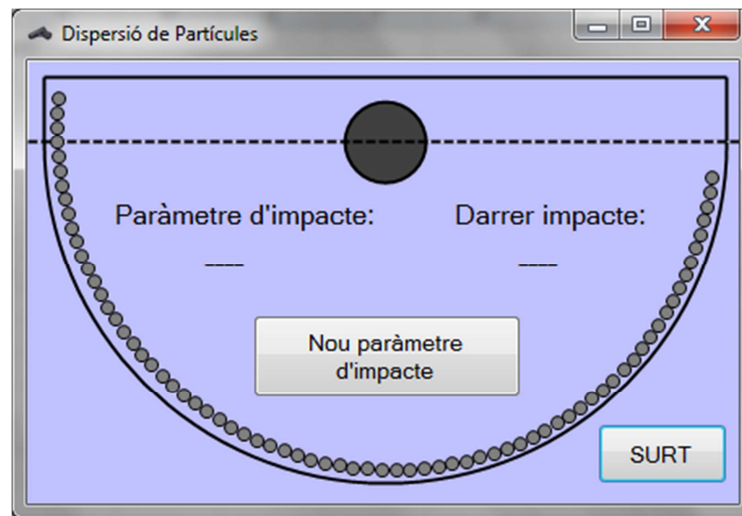 Dispersió de Partícules
Paràmetre d'impacte:
Darrer impacte:
----
----
Nou paràmetre
d'impacte
SURT